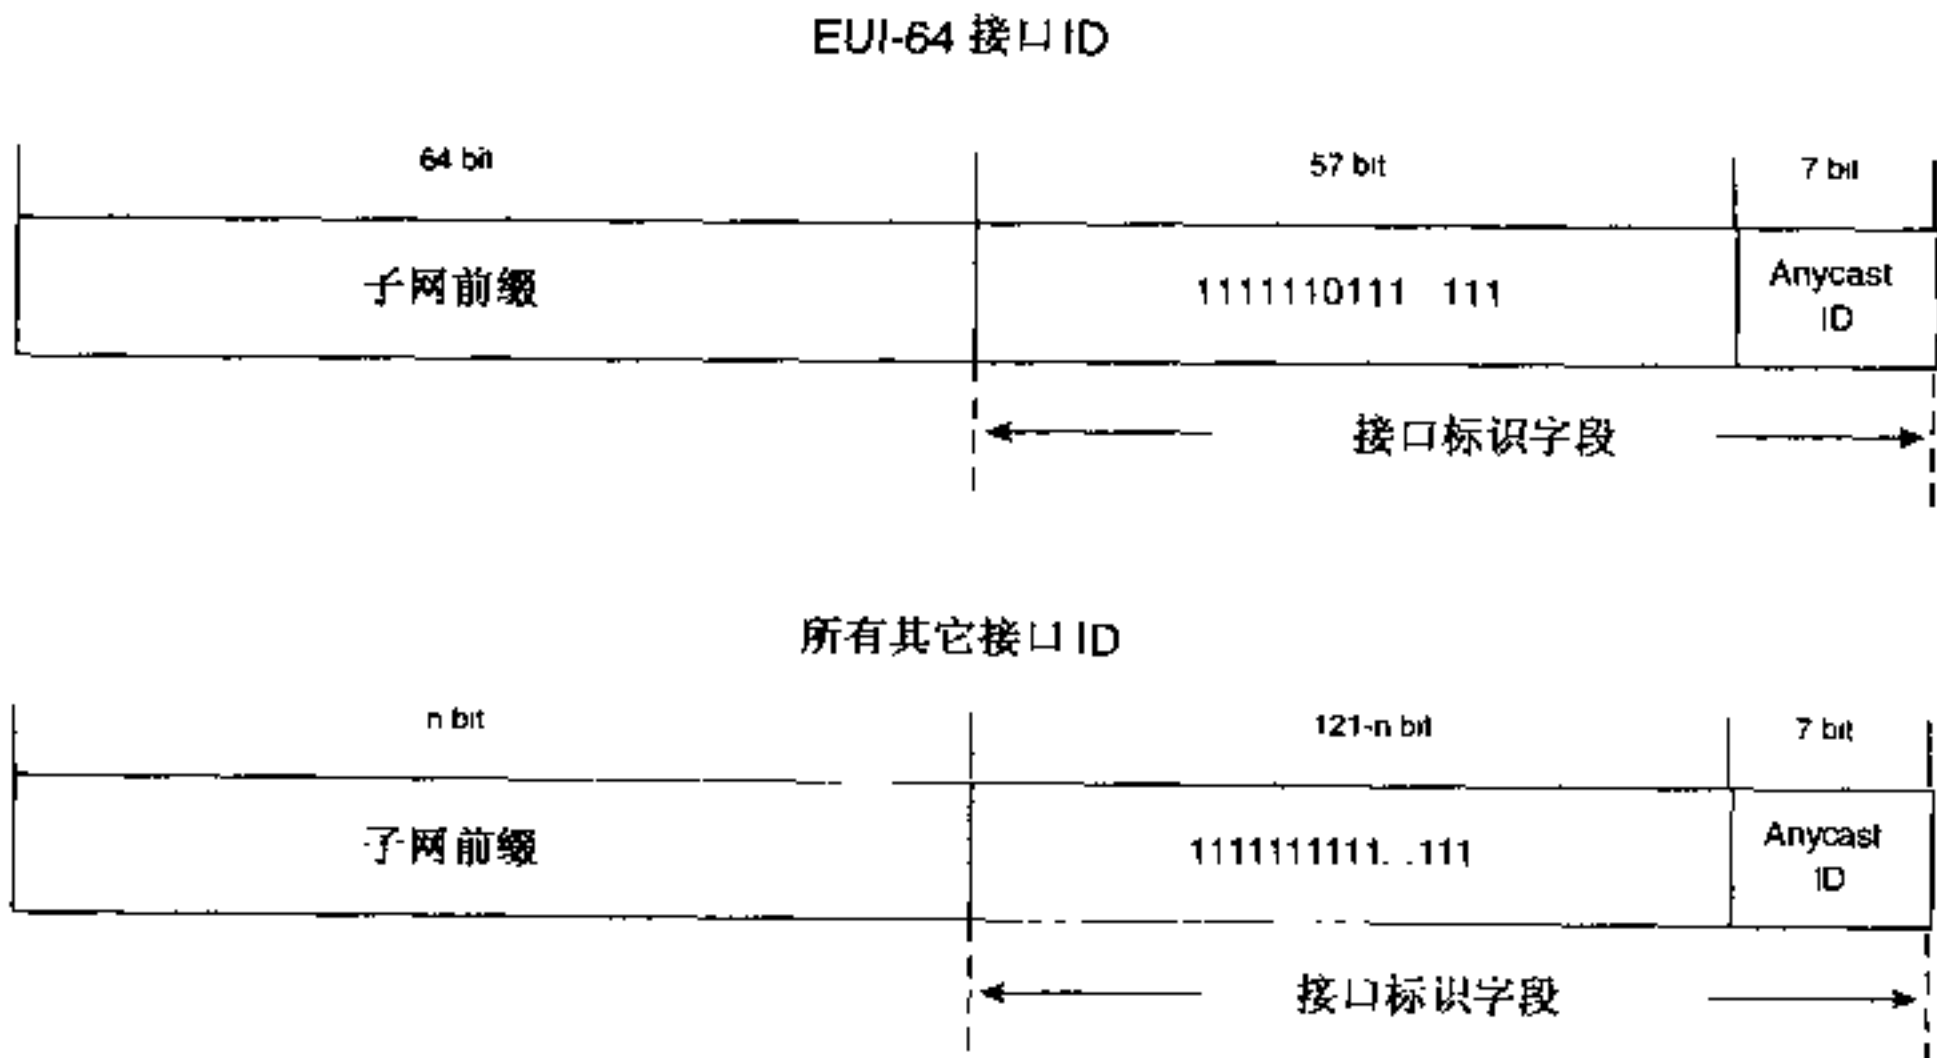 EUI-64 接口 ID
64 bit
57 bit
7 bit
子网前缀
1111110111 111
Anycast
ID
接口标识字段
所有其它接口 ID
n bit
121-n bit
7 bit
子网前缀
1111111111. .111
Anycast
ID
接口标识字段